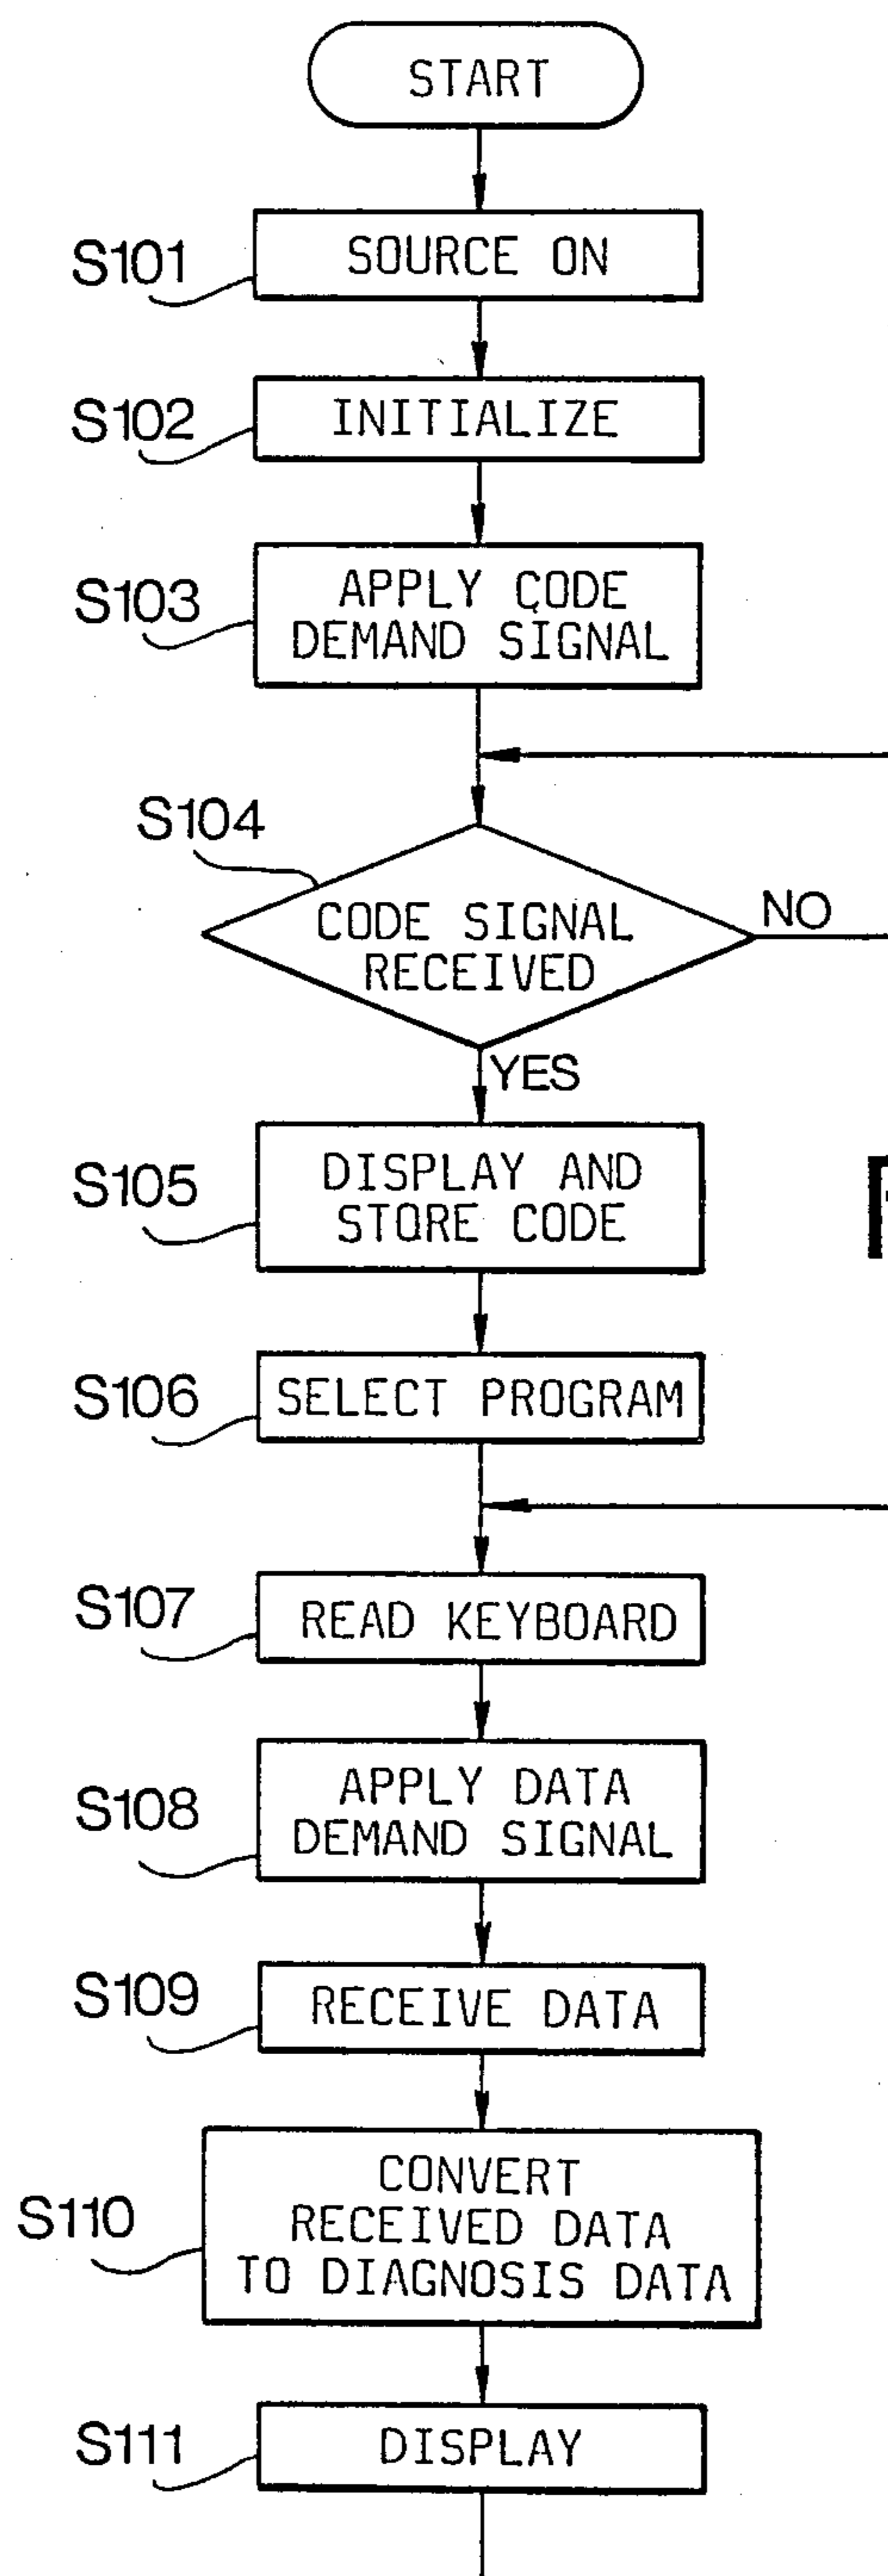 START
S101
SOURCE ON
S102
INITIALIZE
S103
APPLY CODE
DEMAND SIGNAL
S104
CODE SIGNAL
RECEIVED
NO
YES
S105
DISPLAY AND
STORE CODE
S106
SELECT PROGRAM
S107
READ KEYBOARD
S108
APPLY DATA
DEMAND SIGNAL
S109
RECEIVE DATA
S110
CONVERT
RECEIVED DATA
TO DIAGNOSIS DATA
S111
DISPLAY